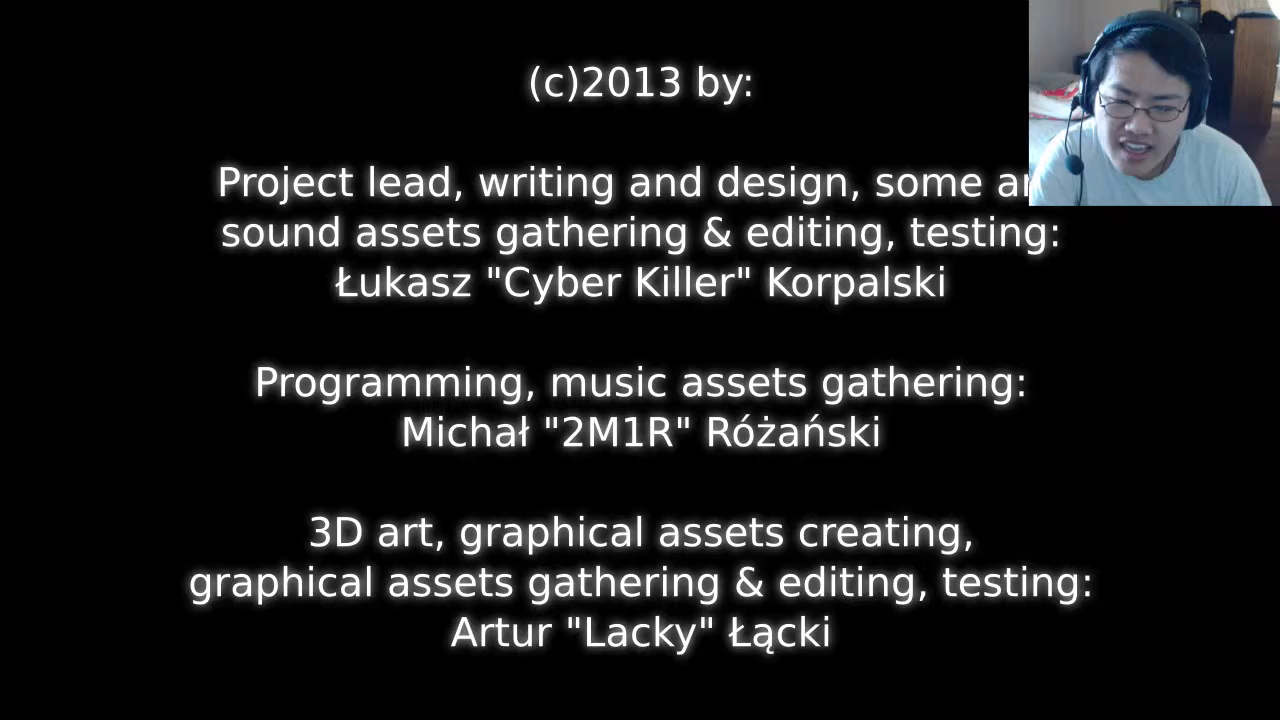 (c)2013 by:
Project lead, writing and design, some
sound assets gathering & editing, testing:
Łukasz "Cyber Killer" Korpalski
Programming, music assets gathering:
Michał "2M1R" Różański
3D art, graphical assets creating,
graphical assets gathering & editing, testing:
Artur "Lacky" Łącki